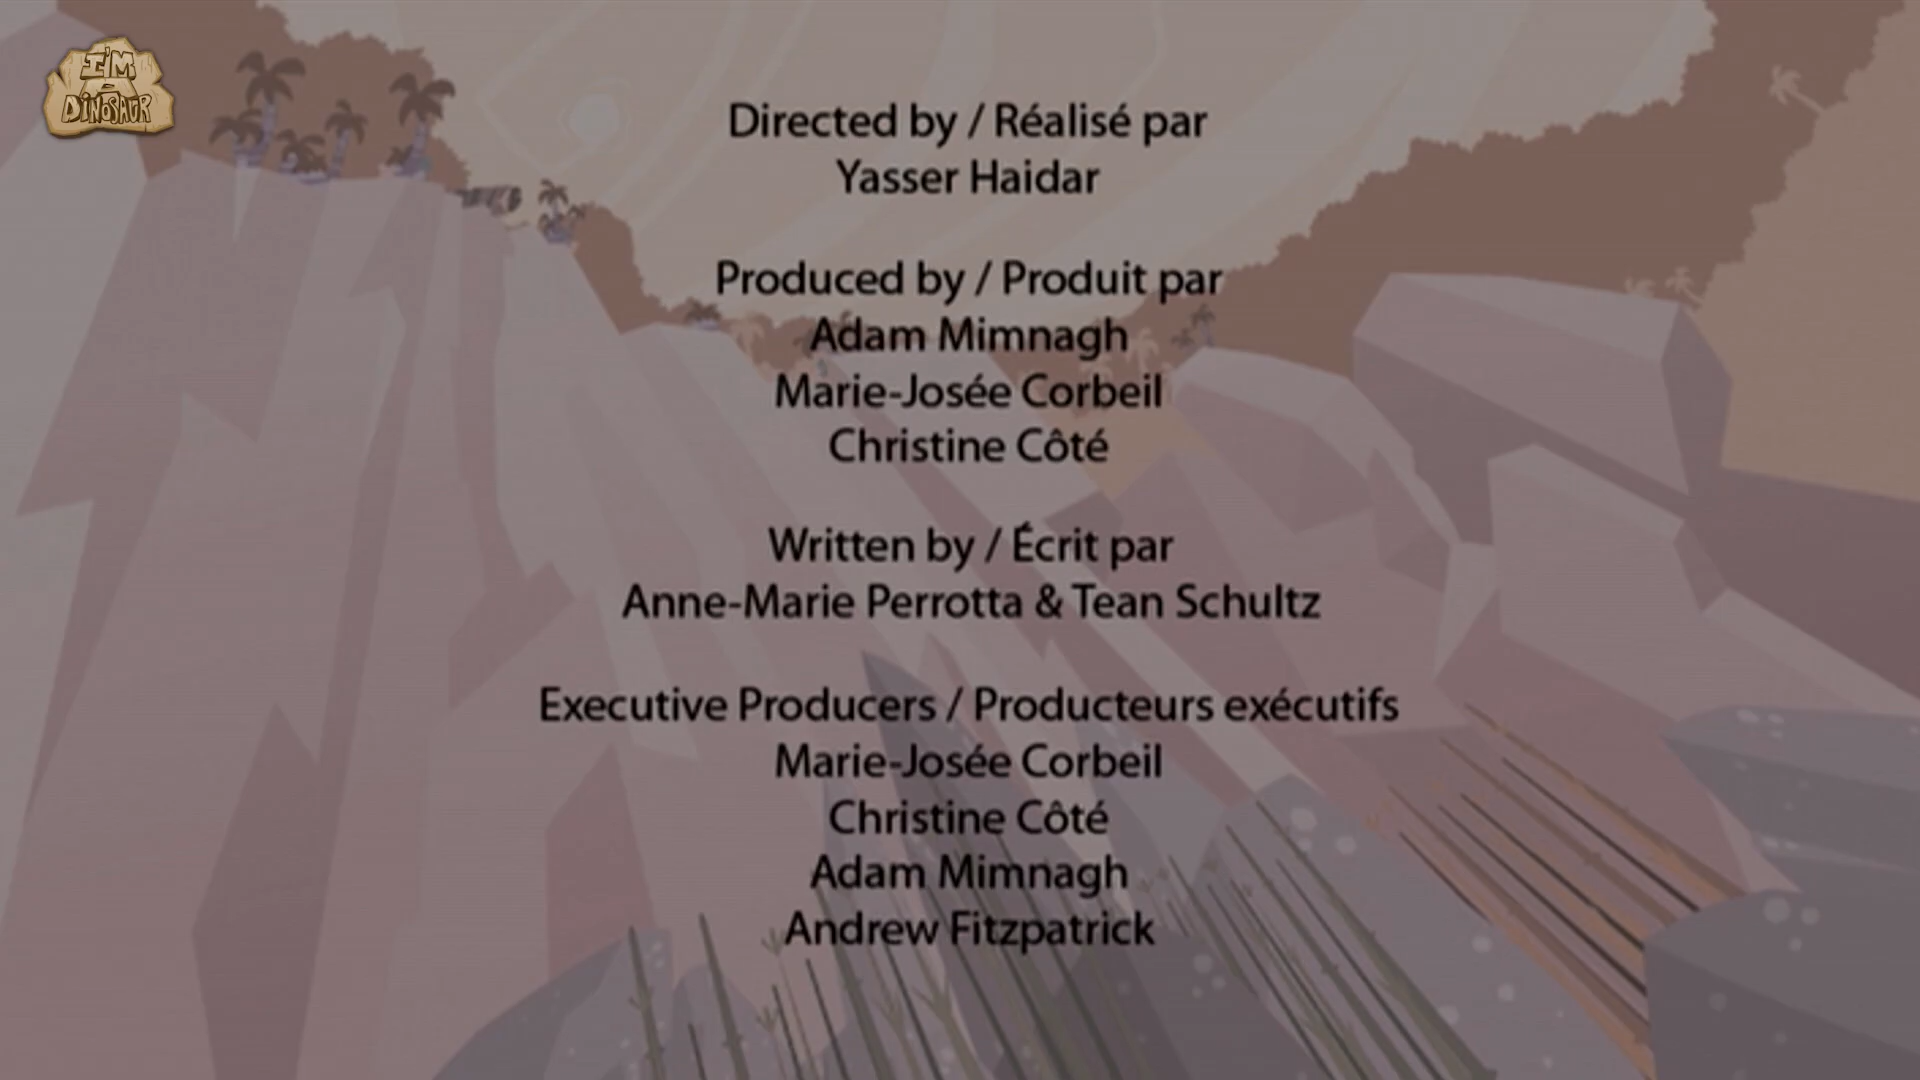 I'M
A
DINOSAUR
Directed by / Réalisé par
Yasser Haidar
Produced by / Produit par
Adam Mimnagh
Marie-Josée Corbeil
Christine Côté
Written by / Écrit par
Anne-Marie Perrotta & Tean Schultz
Executive Producers / Producteurs exécutifs
Marie-Josée Corbeil
Christine Côté
Adam Mimnagh
Andrew Fitzpatrick